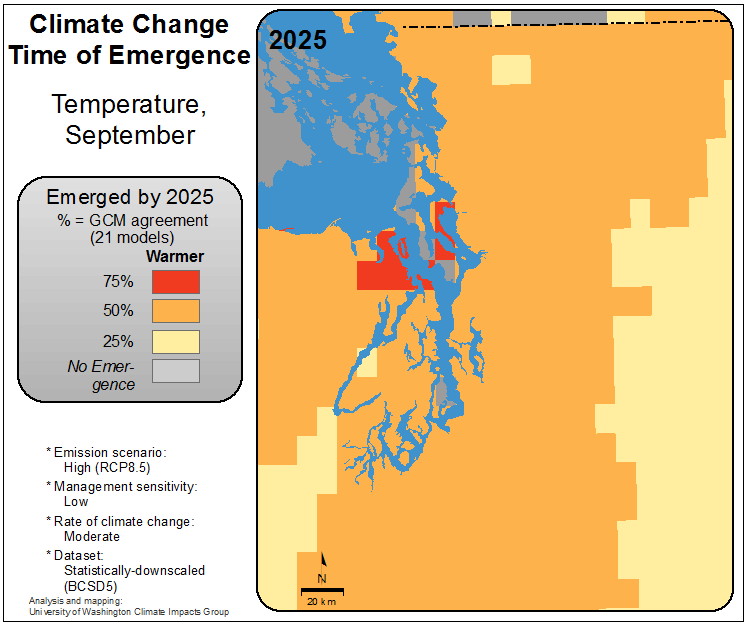 Climate Change
Time of Emergence
Temperature,
September
Emerged by 2025
% = GCM agreement
(21 models)
Warmer
75%
50%
25%
No Emer-
gence
* Emission scenario:
High (RCP8.5)
* Management sensitivity:
Low
* Rate of climate change:
Moderate
* Dataset:
Statistically-downscaled
(BCSD5)
Analysis and mapping:
University of Washington Climate Impacts Group
2025
N
20 km